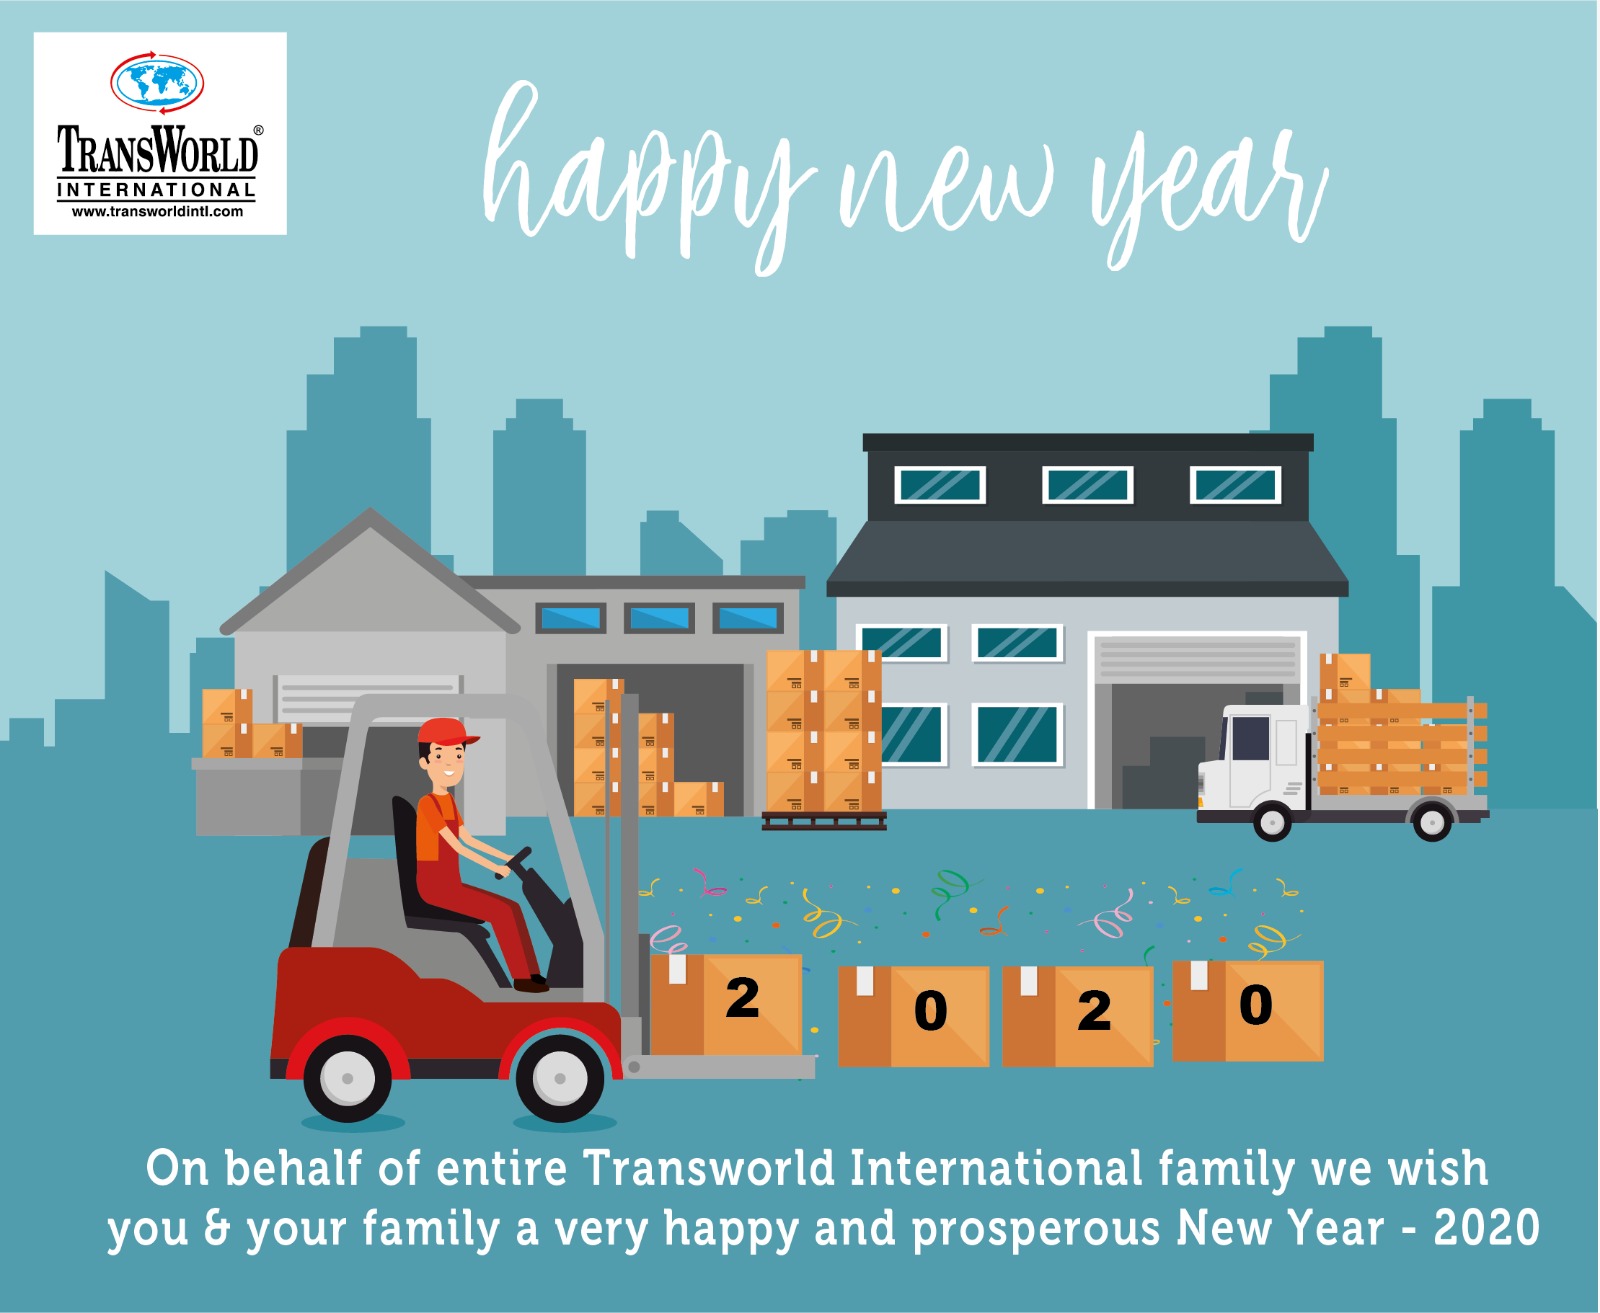 TRANSWORLD®
INTERNATIONAL
www.transworldintl.com
happy new year
2 0 2 0
On behalf of entire Transworld International family we wish
you & your family a very happy and prosperous New Year - 2020